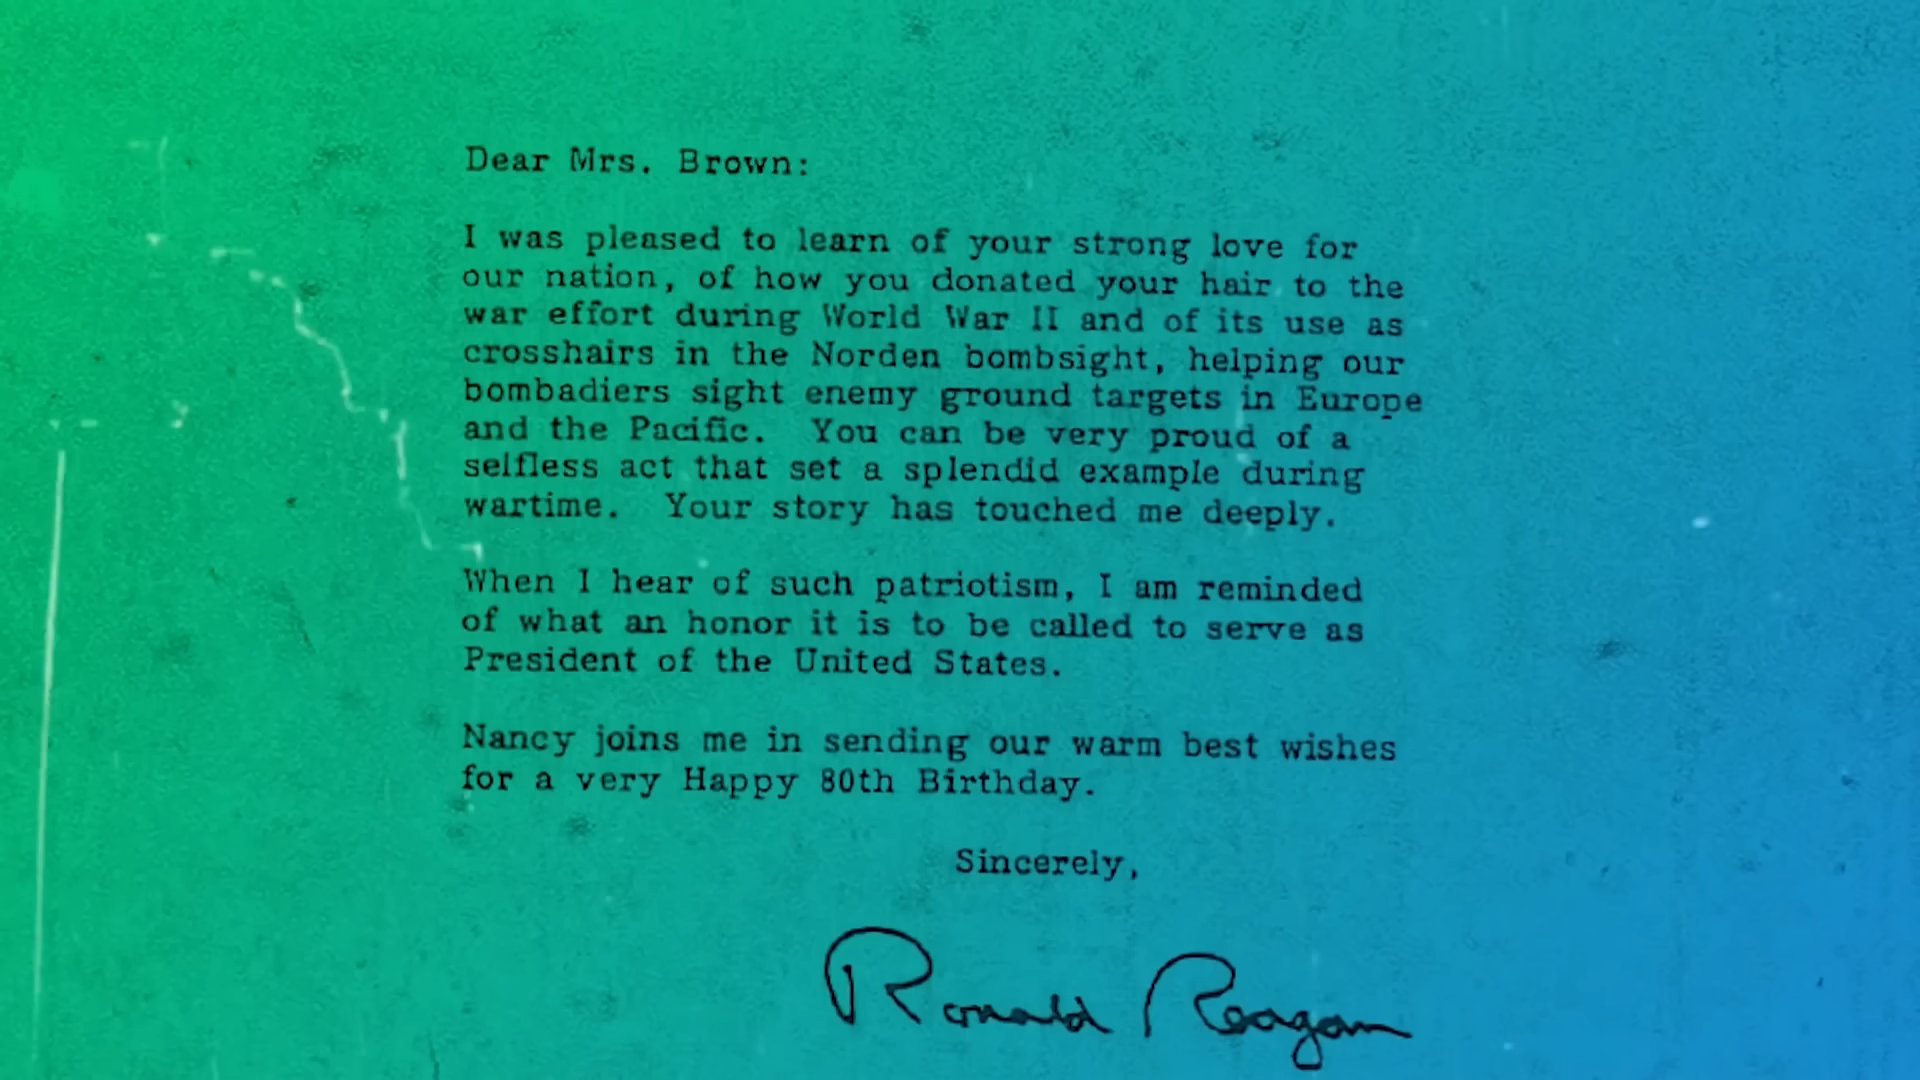 Dear Mrs. Brown:
I was pleased to learn of your strong love for
our nation, of how you donated your hair to the
war effort during World War II and of its use as
crosshairs in the Norden bombsight, helping our
bombadiers sight enemy ground targets in Europe
and the Pacific. You can be very proud of a
selfless act that set a splendid example during
wartime. Your story has touched me deeply.
When I hear of such patriotism, I am reminded
of what an honor it is to be called to serve as
President of the United States.
Nancy joins me in sending our warm best wishes
for a very Happy 80th Birthday.
Sincerely,
Ronald Reagan